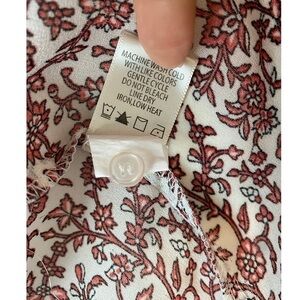 MACHINE WASH COLD
WITH LIKE COLORS
GENTLE CYCLE
DO NOT BLEACH
LINE DRY
IRON, LOW HEAT